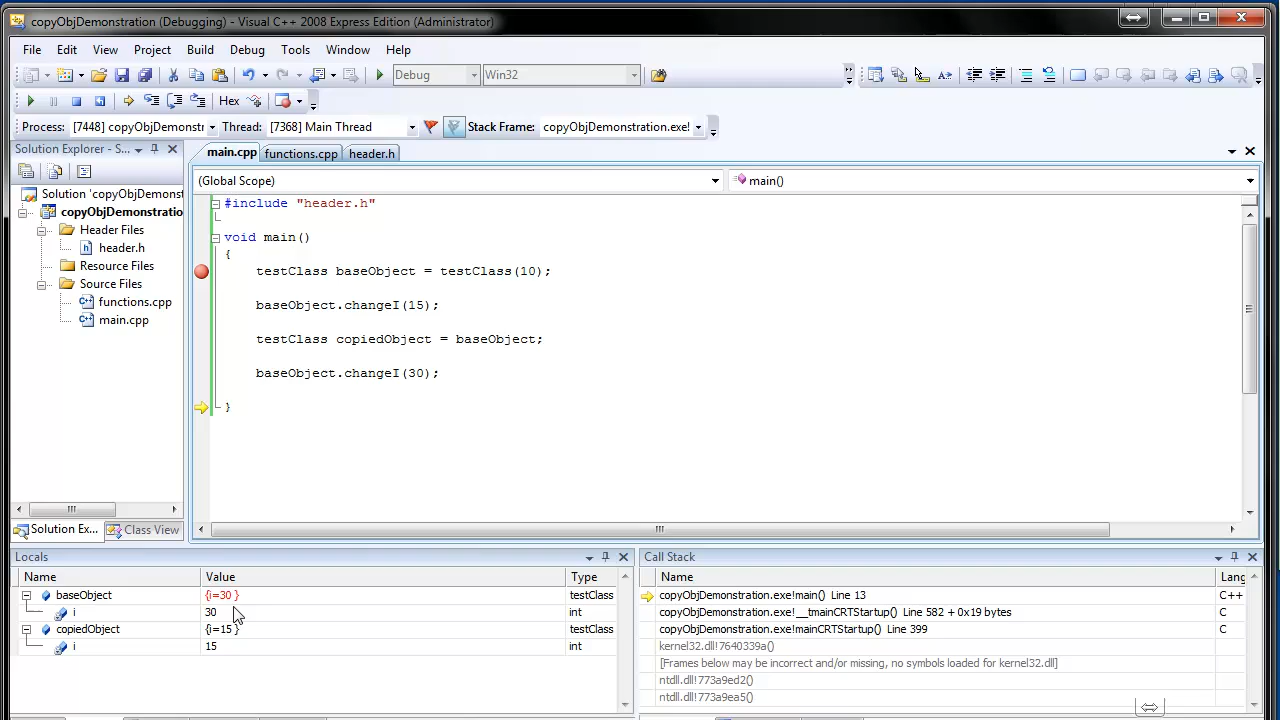 copyObjDemonstration (Debugging) - Visual C++ 2008 Express Edition (Administrator)
File Edit View Project Build Debug Tools Window Help
Debug Win32
Hex
Process: [7448] copyObjDemonstr Thread: [7368] Main Thread Stack Frame: copyObjDemonstration.exe!
Solution Explorer - S...
main.cpp functions.cpp header.h
(Global Scope) main()
Solution 'copyObjDemonst
copyObjDemonstratio
Header Files
header.h
Resource Files
Source Files
functions.cpp
main.cpp
Solution Ex... Class View
#include "header.h"
void main()
{
testClass baseObject = testClass(10);
baseObject.changeI(15);
testClass copiedObject = baseObject;
baseObject.changeI(30);
}
Locals
Name Value Type
baseObject {i=30 } testClass
i 30 int
copiedObject {i=15 } testClass
i 15 int
Call Stack
Name Lang
copyObjDemonstration.exe!main() Line 13 C++
copyObjDemonstration.exe!__tmainCRTStartup() Line 582 + 0x19 bytes C
copyObjDemonstration.exe!mainCRTStartup() Line 399 C
kernel32.dll!7640339a()
[Frames below may be incorrect and/or missing, no symbols loaded for kernel32.dll]
ntdll.dll!773a9ed2()
ntdll.dll!773a9ea5()